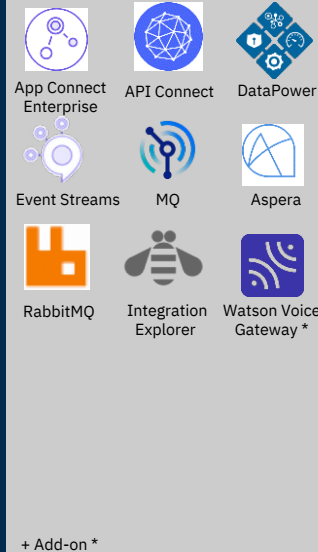 App Connect
Enterprise
API Connect
DataPower
Event Streams
MQ
Aspera
RabbitMQ
Integration
Explorer
Watson Voice
Gateway *
+ Add-on *